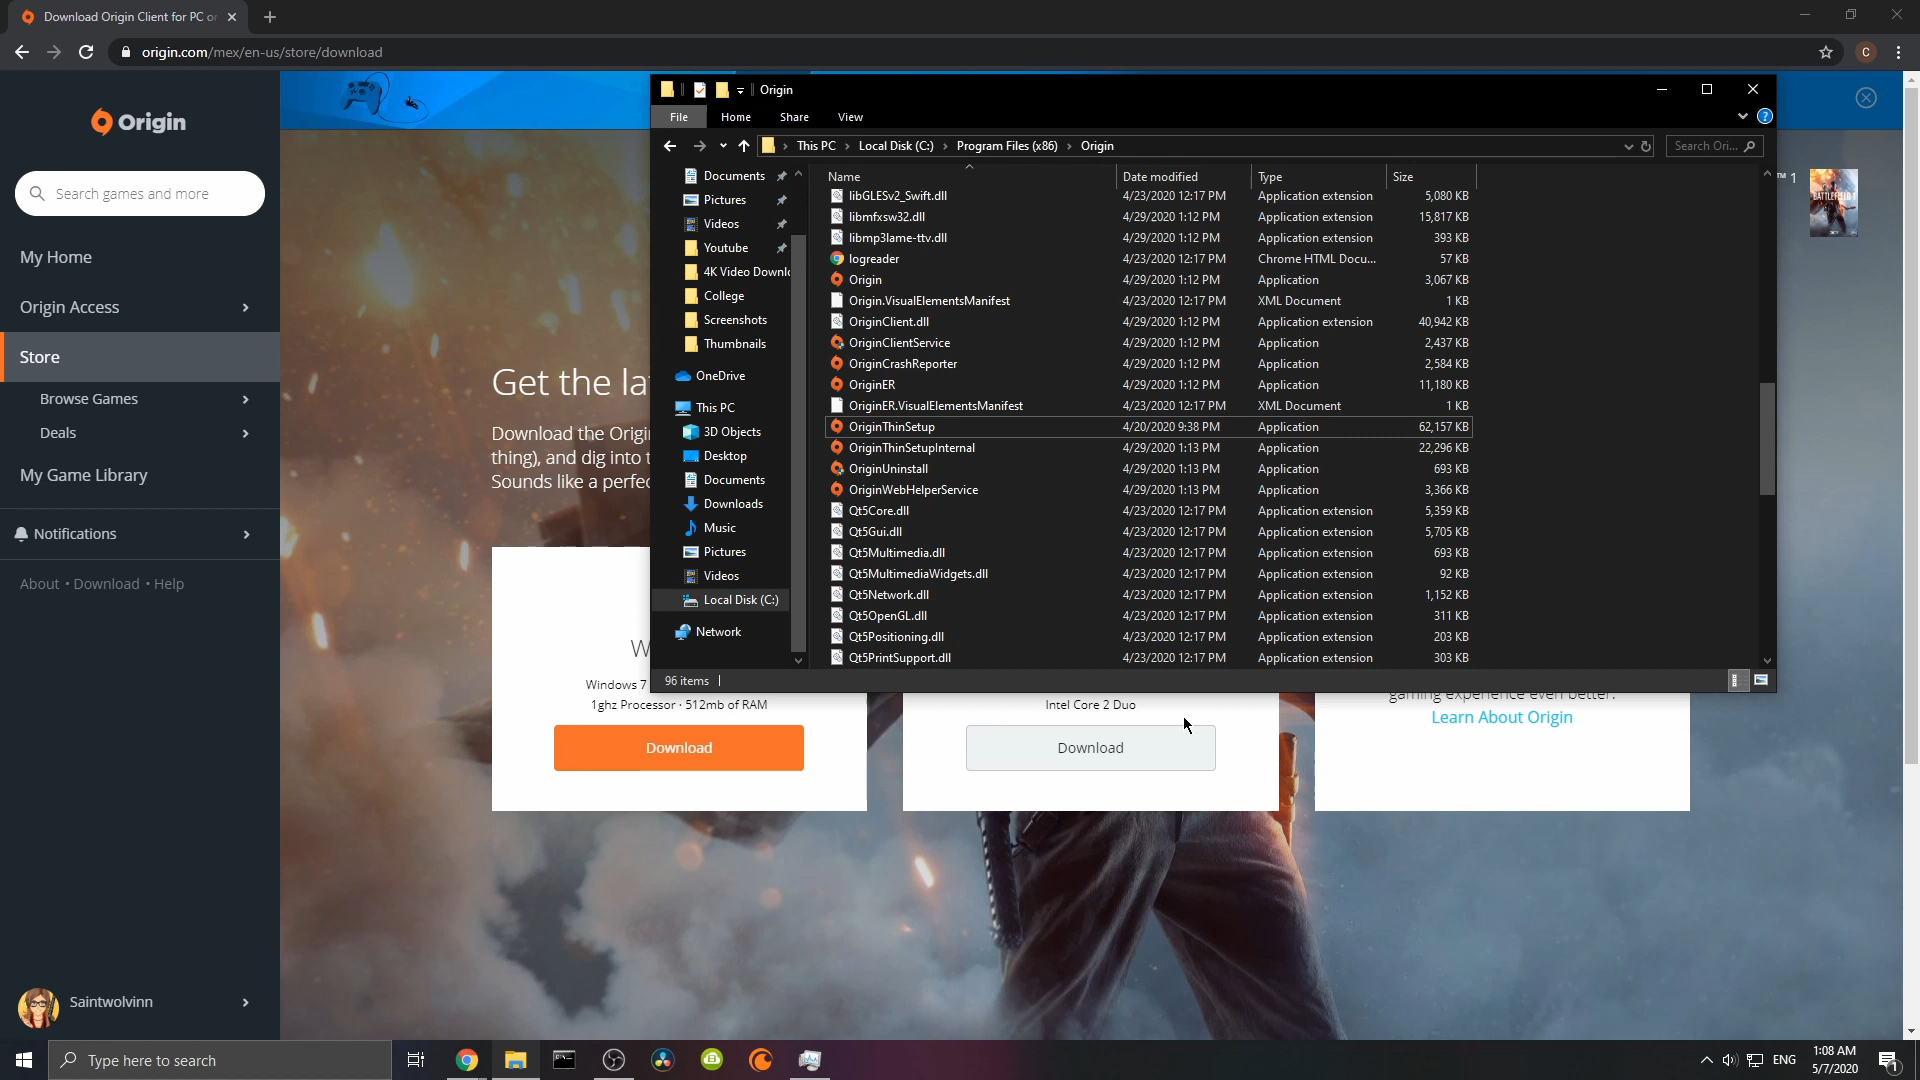 Download Origin Client for PC or
origin.com/mex/en-us/store/download
C
Origin
Search games and more
My Home
Origin Access
Store
Browse Games
Deals
My Game Library
Notifications
About • Download • Help
Saintwolvinn
™ 1
BATTLEFIELD 1
Get the la
Download the Origi
thing), and dig into t
Sounds like a perfec
W
Windows 7
1ghz Processor · 512mb of RAM
Download
Intel Core 2 Duo
Download
gaming experience even better.
Learn About Origin
Origin
File Home Share View
This PC › Local Disk (C:) › Program Files (x86) › Origin
Search Ori...
Documents
Pictures
Videos
Youtube
4K Video Downlo
College
Screenshots
Thumbnails
OneDrive
This PC
3D Objects
Desktop
Documents
Downloads
Music
Pictures
Videos
Local Disk (C:)
Network
Name Date modified Type Size
libGLESv2_Swift.dll 4/23/2020 12:17 PM Application extension 5,080 KB
libmfxsw32.dll 4/29/2020 1:12 PM Application extension 15,817 KB
libmp3lame-ttv.dll 4/29/2020 1:12 PM Application extension 393 KB
logreader 4/23/2020 12:17 PM Chrome HTML Docu... 57 KB
Origin 4/29/2020 1:12 PM Application 3,067 KB
Origin.VisualElementsManifest 4/23/2020 12:17 PM XML Document 1 KB
OriginClient.dll 4/29/2020 1:12 PM Application extension 40,942 KB
OriginClientService 4/29/2020 1:12 PM Application 2,437 KB
OriginCrashReporter 4/29/2020 1:12 PM Application 2,584 KB
OriginER 4/29/2020 1:12 PM Application 11,180 KB
OriginER.VisualElementsManifest 4/23/2020 12:17 PM XML Document 1 KB
OriginThinSetup 4/20/2020 9:38 PM Application 62,157 KB
OriginThinSetupInternal 4/29/2020 1:13 PM Application 22,296 KB
OriginUninstall 4/29/2020 1:13 PM Application 693 KB
OriginWebHelperService 4/29/2020 1:13 PM Application 3,366 KB
Qt5Core.dll 4/23/2020 12:17 PM Application extension 5,359 KB
Qt5Gui.dll 4/23/2020 12:17 PM Application extension 5,705 KB
Qt5Multimedia.dll 4/23/2020 12:17 PM Application extension 693 KB
Qt5MultimediaWidgets.dll 4/23/2020 12:17 PM Application extension 92 KB
Qt5Network.dll 4/23/2020 12:17 PM Application extension 1,152 KB
Qt5OpenGL.dll 4/23/2020 12:17 PM Application extension 311 KB
Qt5Positioning.dll 4/23/2020 12:17 PM Application extension 203 KB
Qt5PrintSupport.dll 4/23/2020 12:17 PM Application extension 303 KB
96 items
Type here to search
ENG
1:08 AM
5/7/2020
1